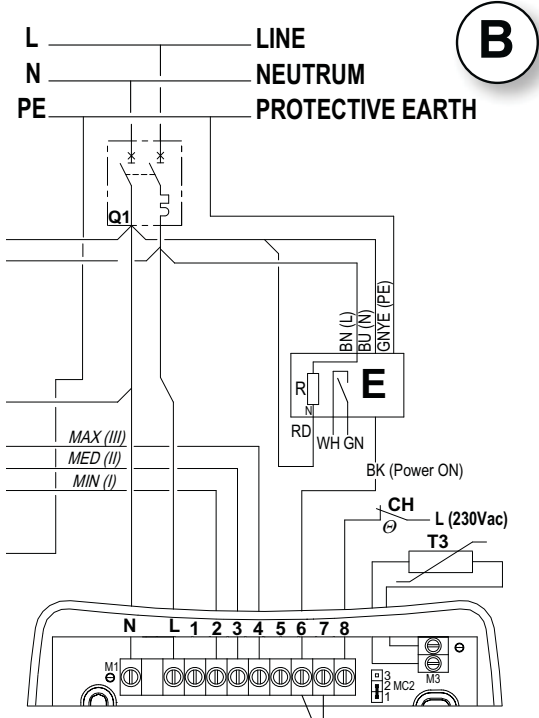 B
L LINE
N NEUTRUM
PE PROTECTIVE EARTH
Q1
BN (L)
BU (N)
GNYE (PE)
R
N
E
RD
WH GN
MAX (III)
MED (II)
MIN (I)
BK (Power ON)
CH
Θ
L (230Vac)
T3
N L 1 2 3 4 5 6 7 8
M1
3
2 MC2
1
M3